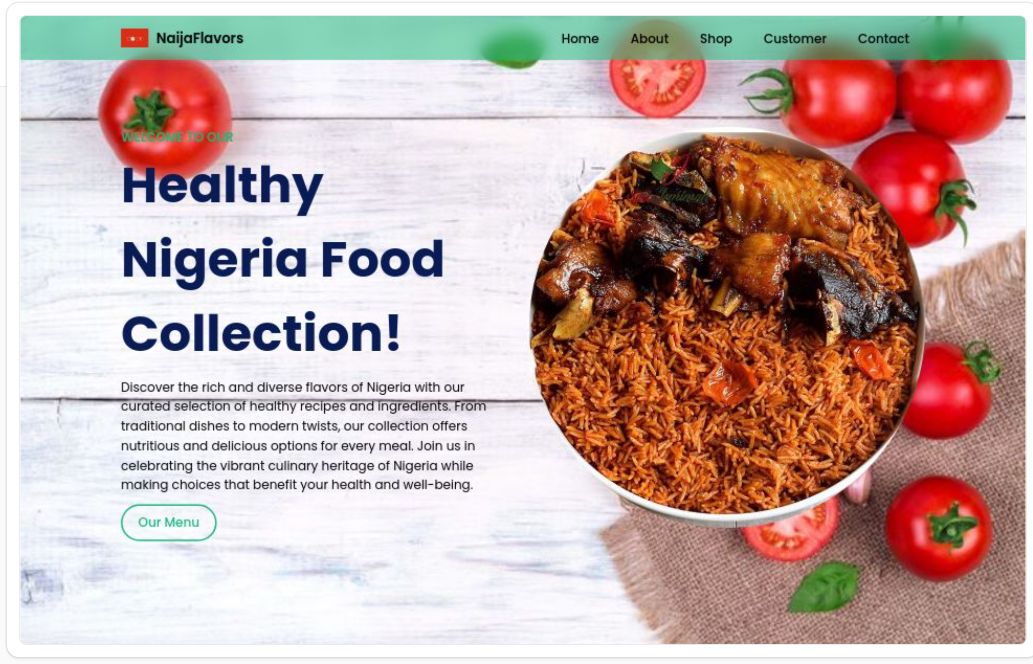 NaijaFlavors
Home About Shop Customer Contact
WELCOME TO OUR
Healthy
Nigeria Food
Collection!
Discover the rich and diverse flavors of Nigeria with our
curated selection of healthy recipes and ingredients. From
traditional dishes to modern twists, our collection offers
nutritious and delicious options for every meal. Join us in
celebrating the vibrant culinary heritage of Nigeria while
making choices that benefit your health and well-being.
Our Menu